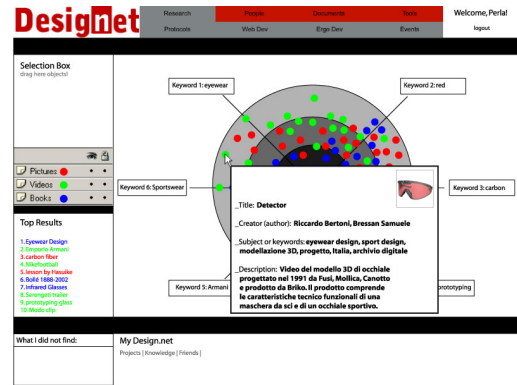 Designet
Research People Documents Tools
Protocols Web Dev Ergo Dev Events
Welcome, Perla!
logout
Selection Box
drag here objects!
Pictures
Videos
Books
Top Results
1.Eyewear Design
2.Emporio Armani
3.carbon fiber
4.Nikefootball
5.lesson by Hasuike
6.Bollé 1888-2002
7.Infrared Glasses
8.Serengeti trailer
9.prototyping glass
10.Modo clip
Keyword 1: eyewear
Keyword 2: red
Keyword 6: Sportswear
Keyword 3: carbon
Keyword 5: Armani
prototyping
_Title: Detector
_Creator (author): Riccardo Bertoni, Bressan Samuele
_Subject or keywords: eyewear design, sport design,
modellazione 3D, progetto, Italia, archivio digitale
_Description: Video del modello 3D di occhiale
progettato nel 1991 da Fusi, Mollica, Canotto
e prodotto da Briko. Il prodotto comprende
le caratteristiche tecnico funzionali di una
maschera da sci e di un occhiale sportivo.
What I did not find:
My Design.net
Projects | Knowledge | Friends |